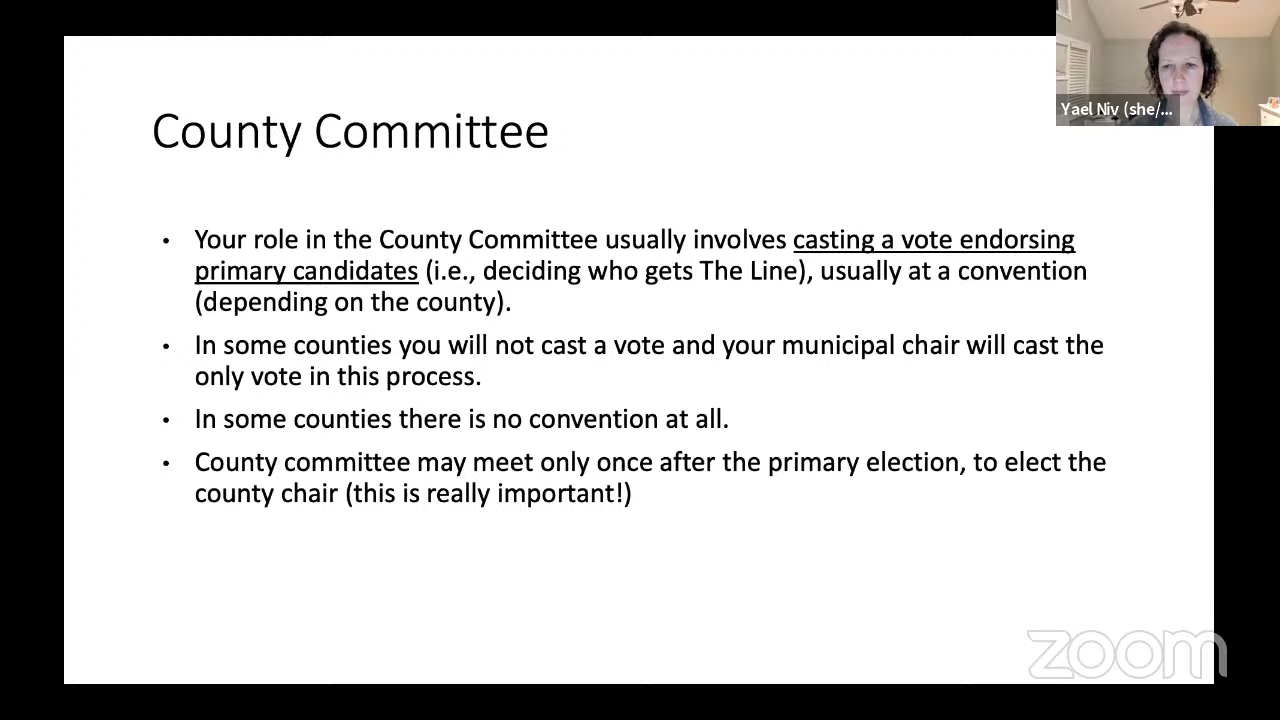 Yael Niv (she/...
County Committee
• Your role in the County Committee usually involves casting a vote endorsing
primary candidates (i.e., deciding who gets The Line), usually at a convention
(depending on the county).
• In some counties you will not cast a vote and your municipal chair will cast the
only vote in this process.
• In some counties there is no convention at all.
• County committee may meet only once after the primary election, to elect the
county chair (this is really important!)
zoom